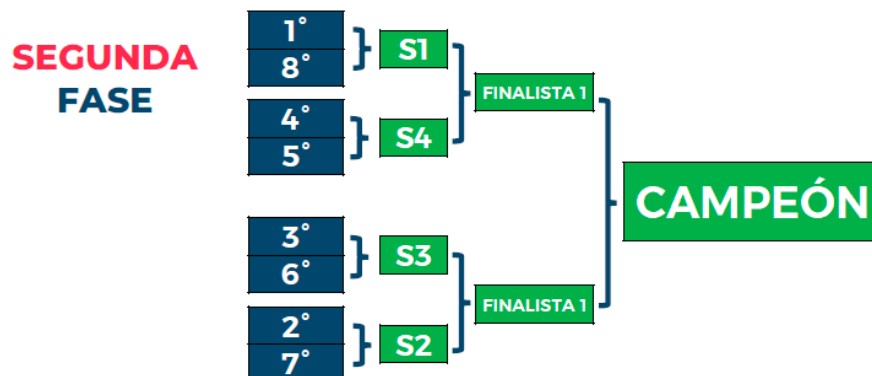 SEGUNDA
FASE
1°
8°
S1
4°
5°
S4
FINALISTA 1
3°
6°
S3
2°
7°
S2
FINALISTA 1
CAMPEÓN